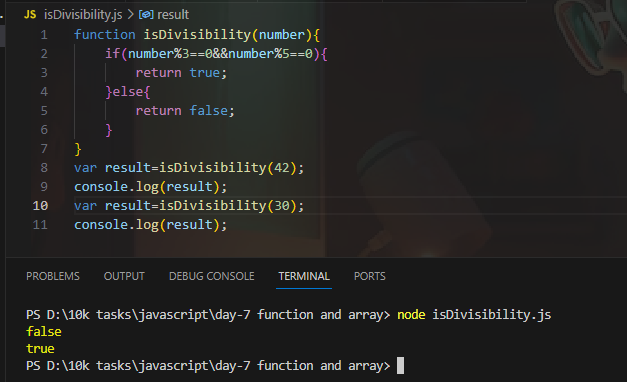 JS isDivisibility.js > result
1 function isDivisibility(number){
2 if(number%3==0&&number%5==0){
3 return true;
4 }else{
5 return false;
6 }
7 }
8 var result=isDivisibility(42);
9 console.log(result);
10 var result=isDivisibility(30);
11 console.log(result);
PROBLEMS OUTPUT DEBUG CONSOLE TERMINAL PORTS
PS D:\10k tasks\javascript\day-7 function and array> node isDivisibility.js
false
true
PS D:\10k tasks\javascript\day-7 function and array>